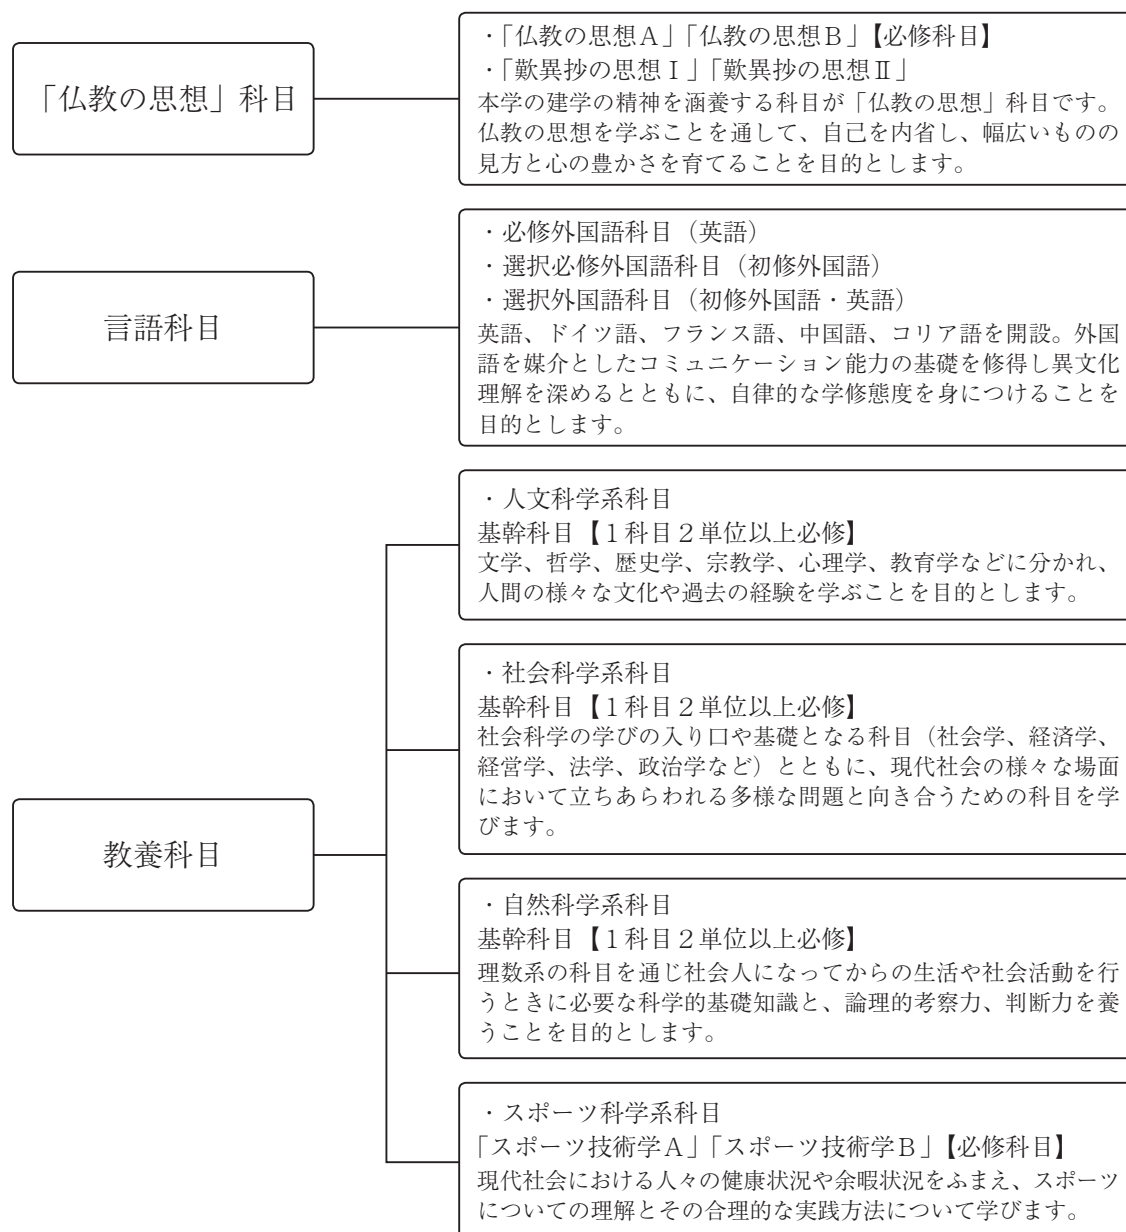 「仏教の思想」科目
・「仏教の思想Ａ」「仏教の思想Ｂ」【必修科目】
・「歎異抄の思想Ⅰ」「歎異抄の思想Ⅱ」
本学の建学の精神を涵養する科目が「仏教の思想」科目です。
仏教の思想を学ぶことを通して、自己を内省し、幅広いものの
見方と心の豊かさを育てることを目的とします。
言語科目
・必修外国語科目（英語）
・選択必修外国語科目（初修外国語）
・選択外国語科目（初修外国語・英語）
英語、ドイツ語、フランス語、中国語、コリア語を開設。外国
語を媒介としたコミュニケーション能力の基礎を修得し異文化
理解を深めるとともに、自律的な学修態度を身につけることを
目的とします。
教養科目
・人文科学系科目
基幹科目【１科目２単位以上必修】
文学、哲学、歴史学、宗教学、心理学、教育学などに分かれ、
人間の様々な文化や過去の経験を学ぶことを目的とします。
・社会科学系科目
基幹科目【１科目２単位以上必修】
社会科学の学びの入り口や基礎となる科目（社会学、経済学、
経営学、法学、政治学など）とともに、現代社会の様々な場面
において立ちあらわれる多様な問題と向き合うための科目を学
びます。
・自然科学系科目
基幹科目【１科目２単位以上必修】
理数系の科目を通じ社会人になってからの生活や社会活動を行
うときに必要な科学的基礎知識と、論理的考察力、判断力を養
うことを目的とします。
・スポーツ科学系科目
「スポーツ技術学Ａ」「スポーツ技術学Ｂ」【必修科目】
現代社会における人々の健康状況や余暇状況をふまえ、スポーツ
についての理解とその合理的な実践方法について学びます。